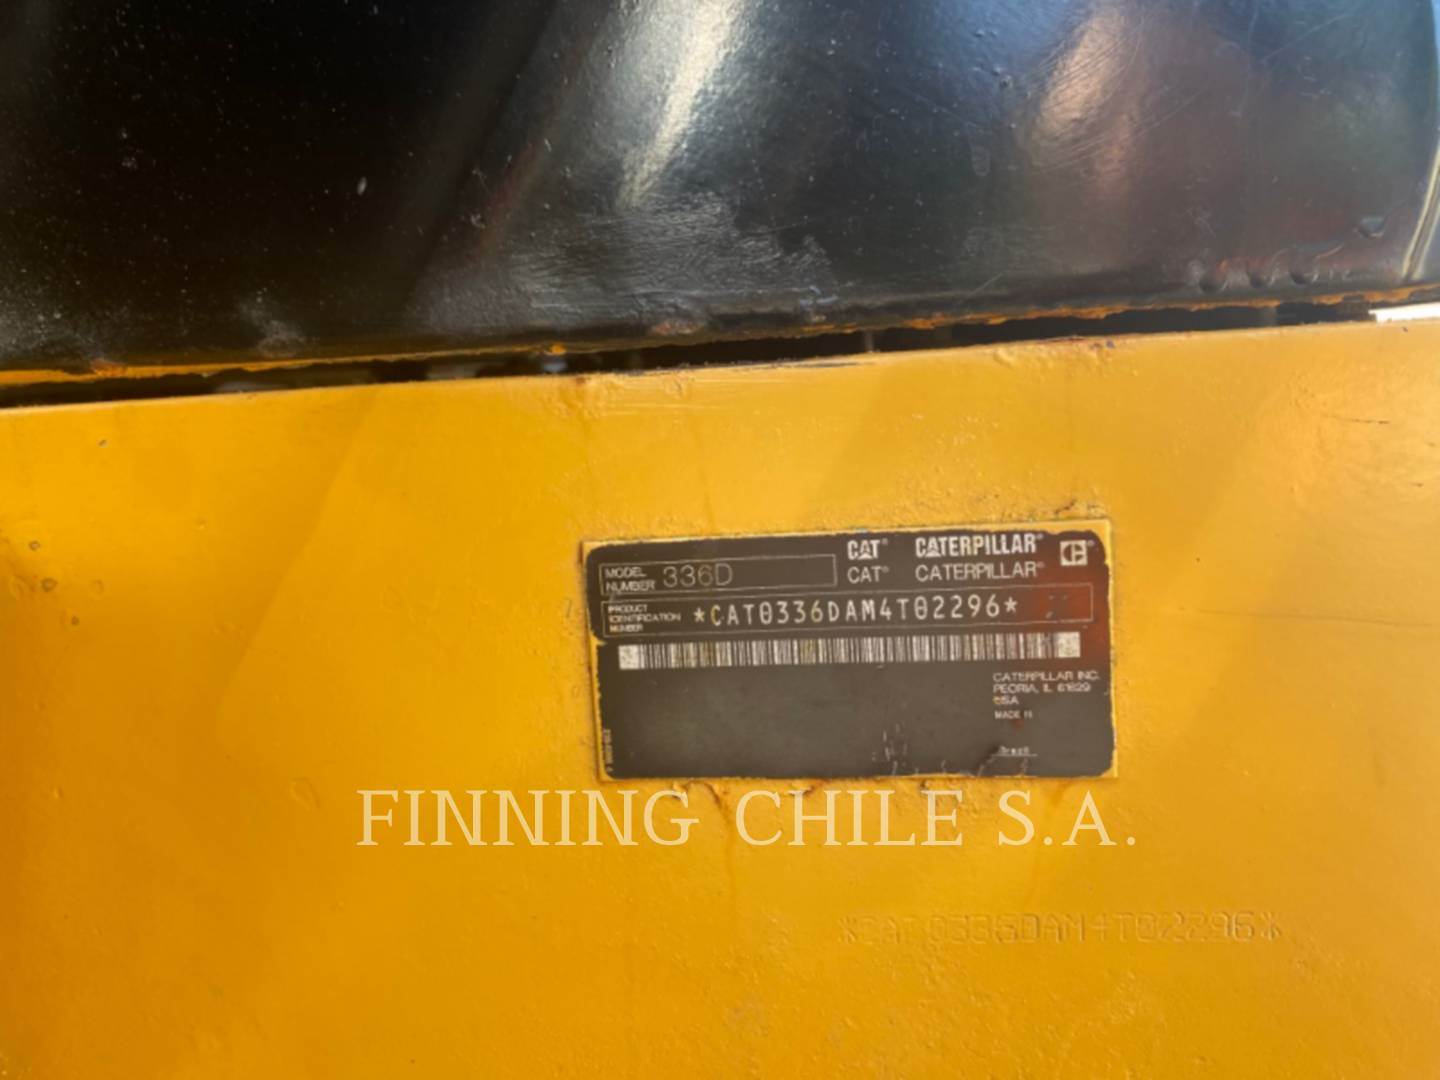 CAT® CATERPILLAR®
MODEL NUMBER 336D
CAT® CATERPILLAR®
PRODUCT IDENTIFICATION NUMBER *CAT0336DAM4T02296*
CATERPILLAR INC.
PEORIA, IL 61629
USA
MADE IN
Brazil
FINNING CHILE S.A.
*CAT0336DAM4T02296*